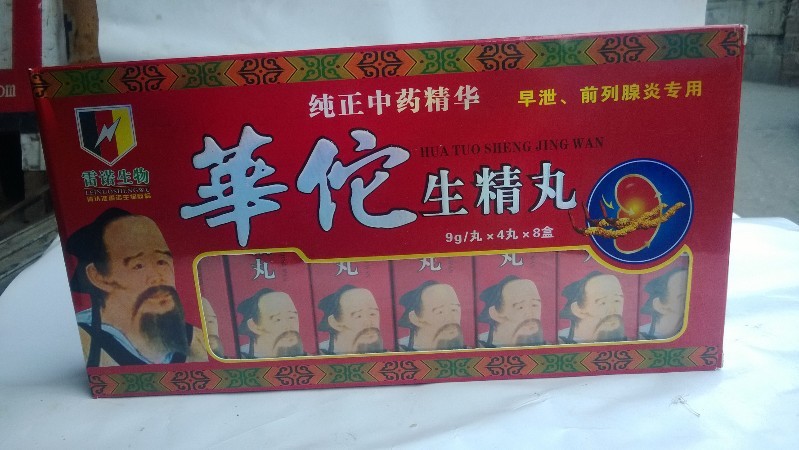 纯正中药精华
早泄、前列腺炎专用
華佗
HUA TUO SHENG JING WAN
生精丸
9g/丸×4丸×8盒
雷诺生物
丸 丸 丸 丸